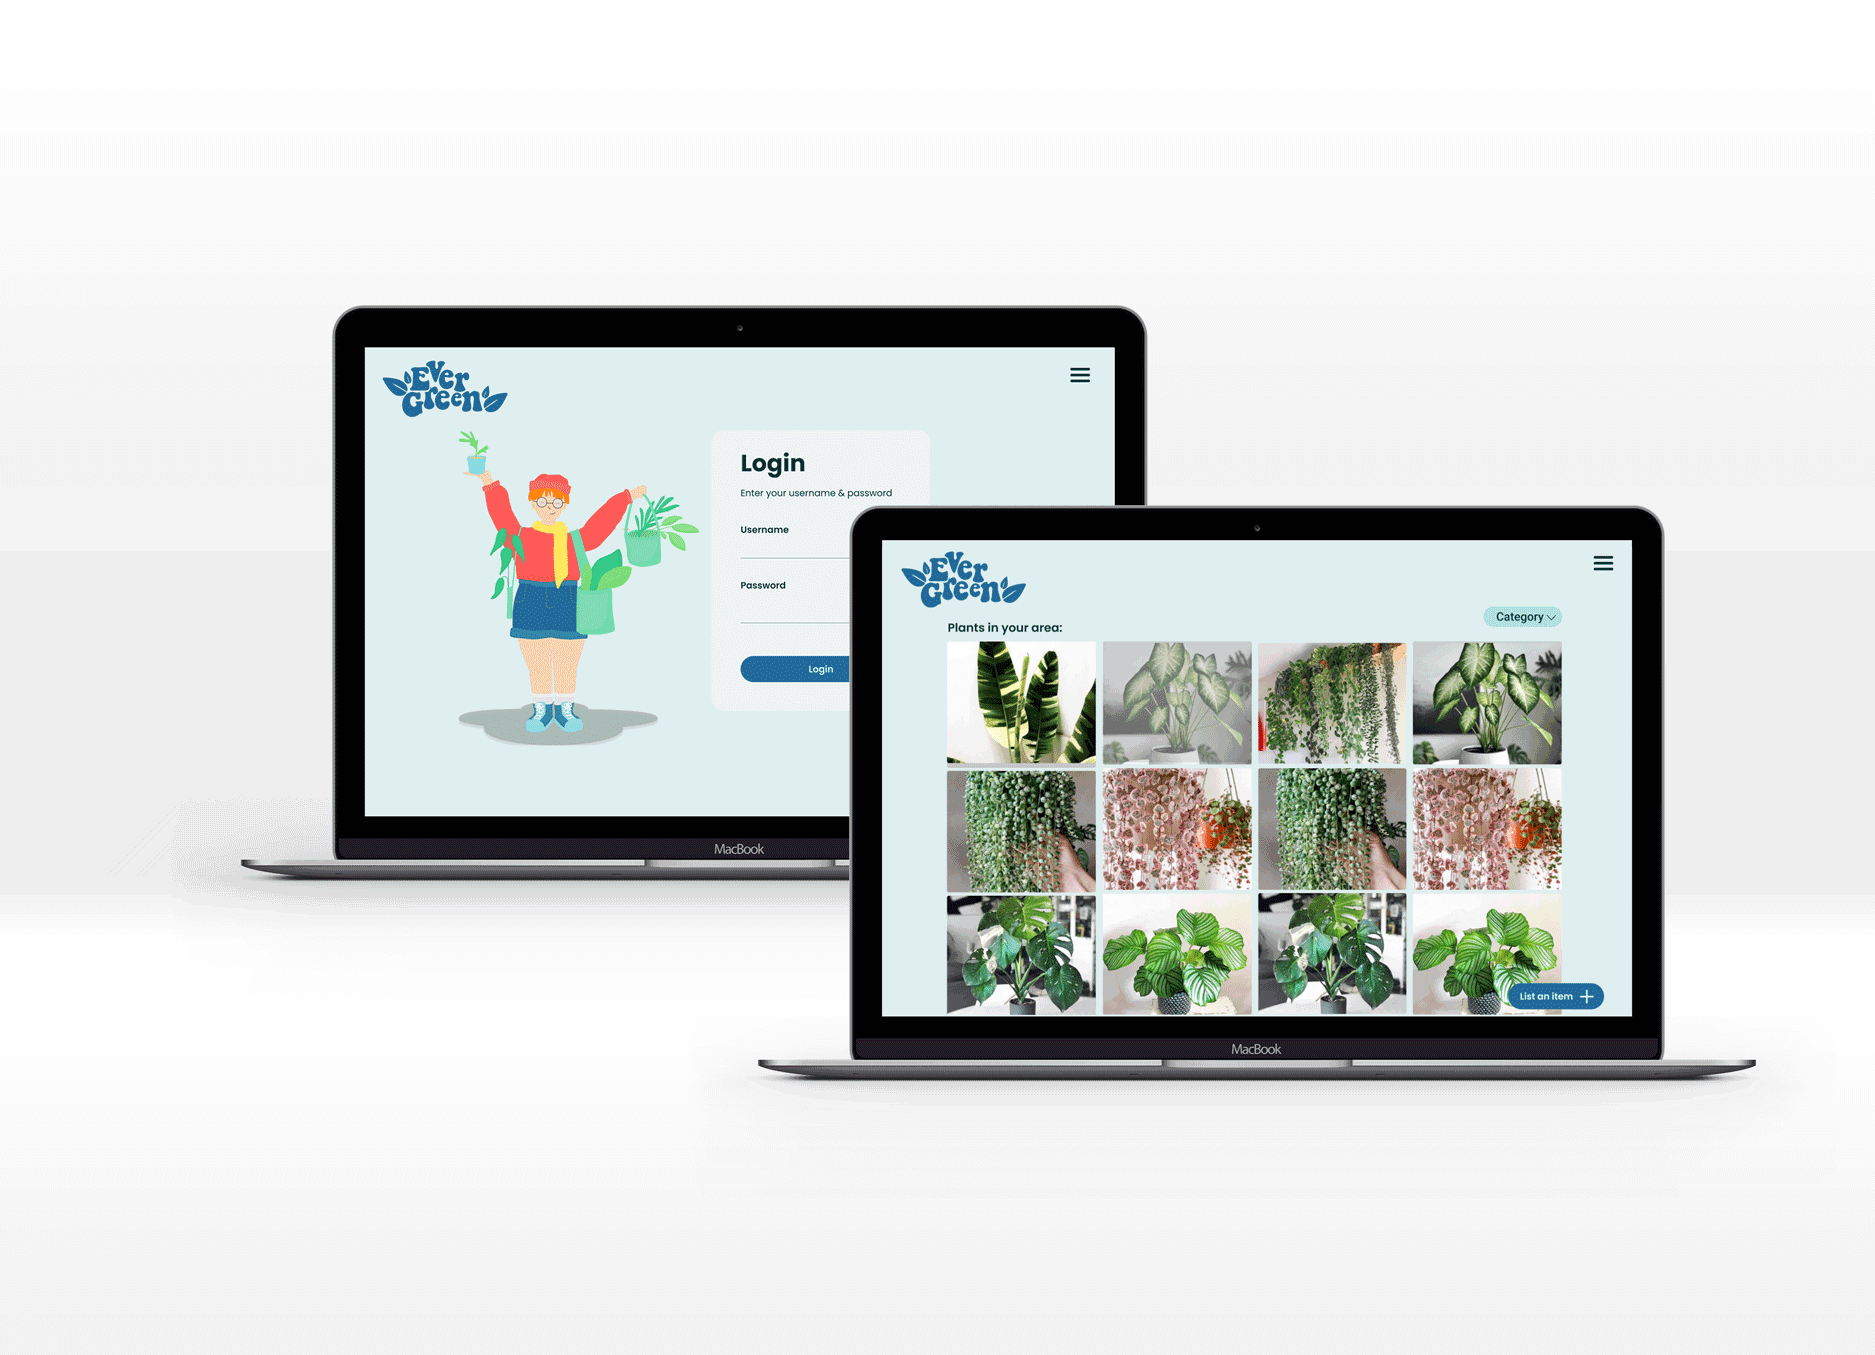 Ever
Green
Login
Enter your username & password
Username
Password
Login
MacBook
Ever
Green
Category
Plants in your area:
List an item
MacBook